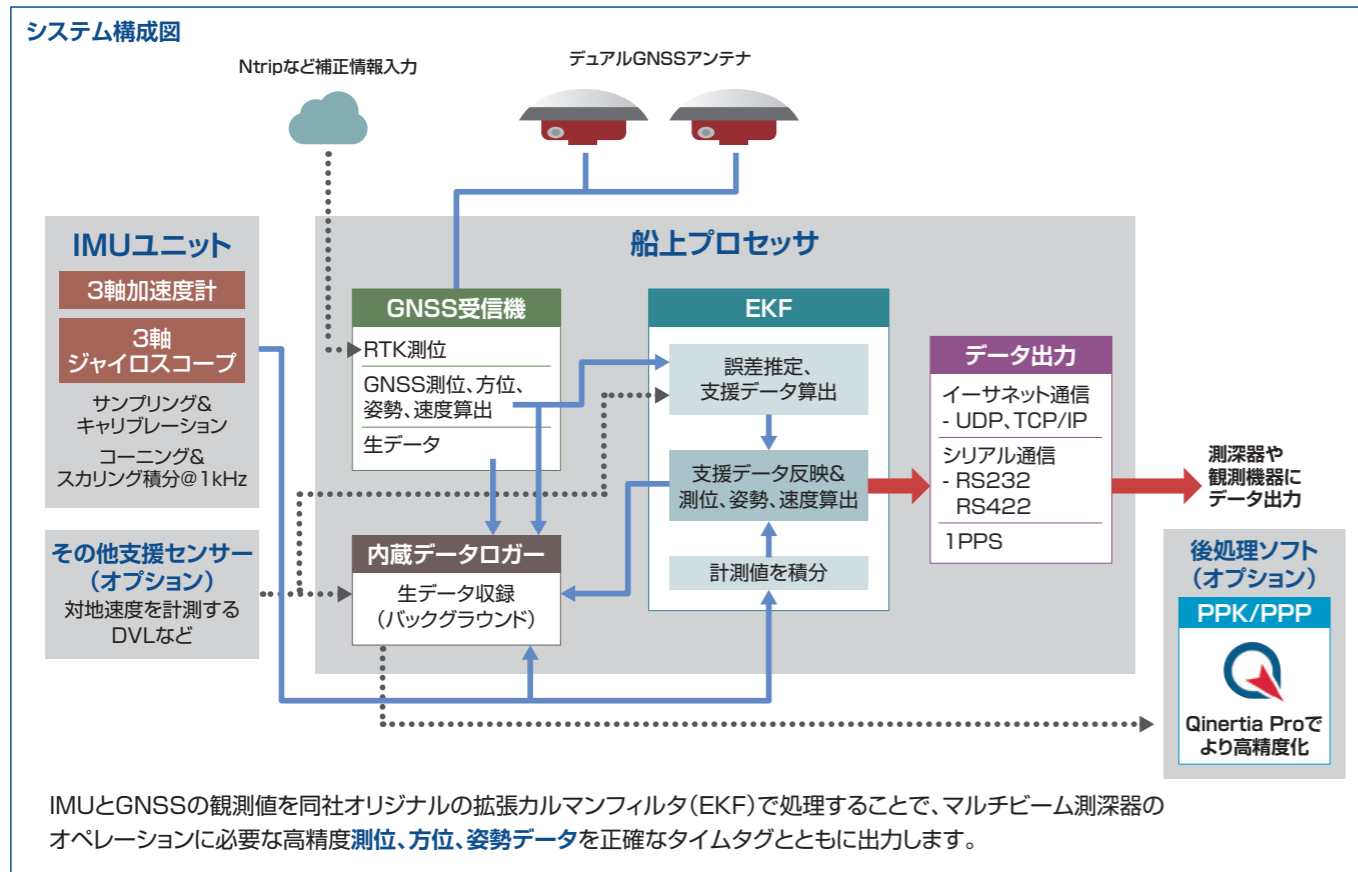 システム構成図
Ntripなど補正情報入力
デュアルGNSSアンテナ
IMUユニット
3軸加速度計
3軸
ジャイロスコープ
サンプリング&
キャリブレーション
コーニング&
スカリング積分@1kHz
その他支援センサー
(オプション)
対地速度を計測する
DVLなど
船上プロセッサ
GNSS受信機
RTK測位
GNSS測位、方位、
姿勢、速度算出
生データ
内蔵データロガー
生データ収録
(バックグラウンド)
EKF
誤差推定、
支援データ算出
支援データ反映&
測位、姿勢、速度算出
計測値を積分
データ出力
イーサネット通信
- UDP、TCP/IP
シリアル通信
- RS232
RS422
1PPS
測深器や
観測機器に
データ出力
後処理ソフト
(オプション)
PPK/PPP
Qinertia Proで
より高精度化
IMUとGNSSの観測値を同社オリジナルの拡張カルマンフィルタ(EKF)で処理することで、マルチビーム測深器の
オペレーションに必要な高精度測位、方位、姿勢データを正確なタイムタグとともに出力します。